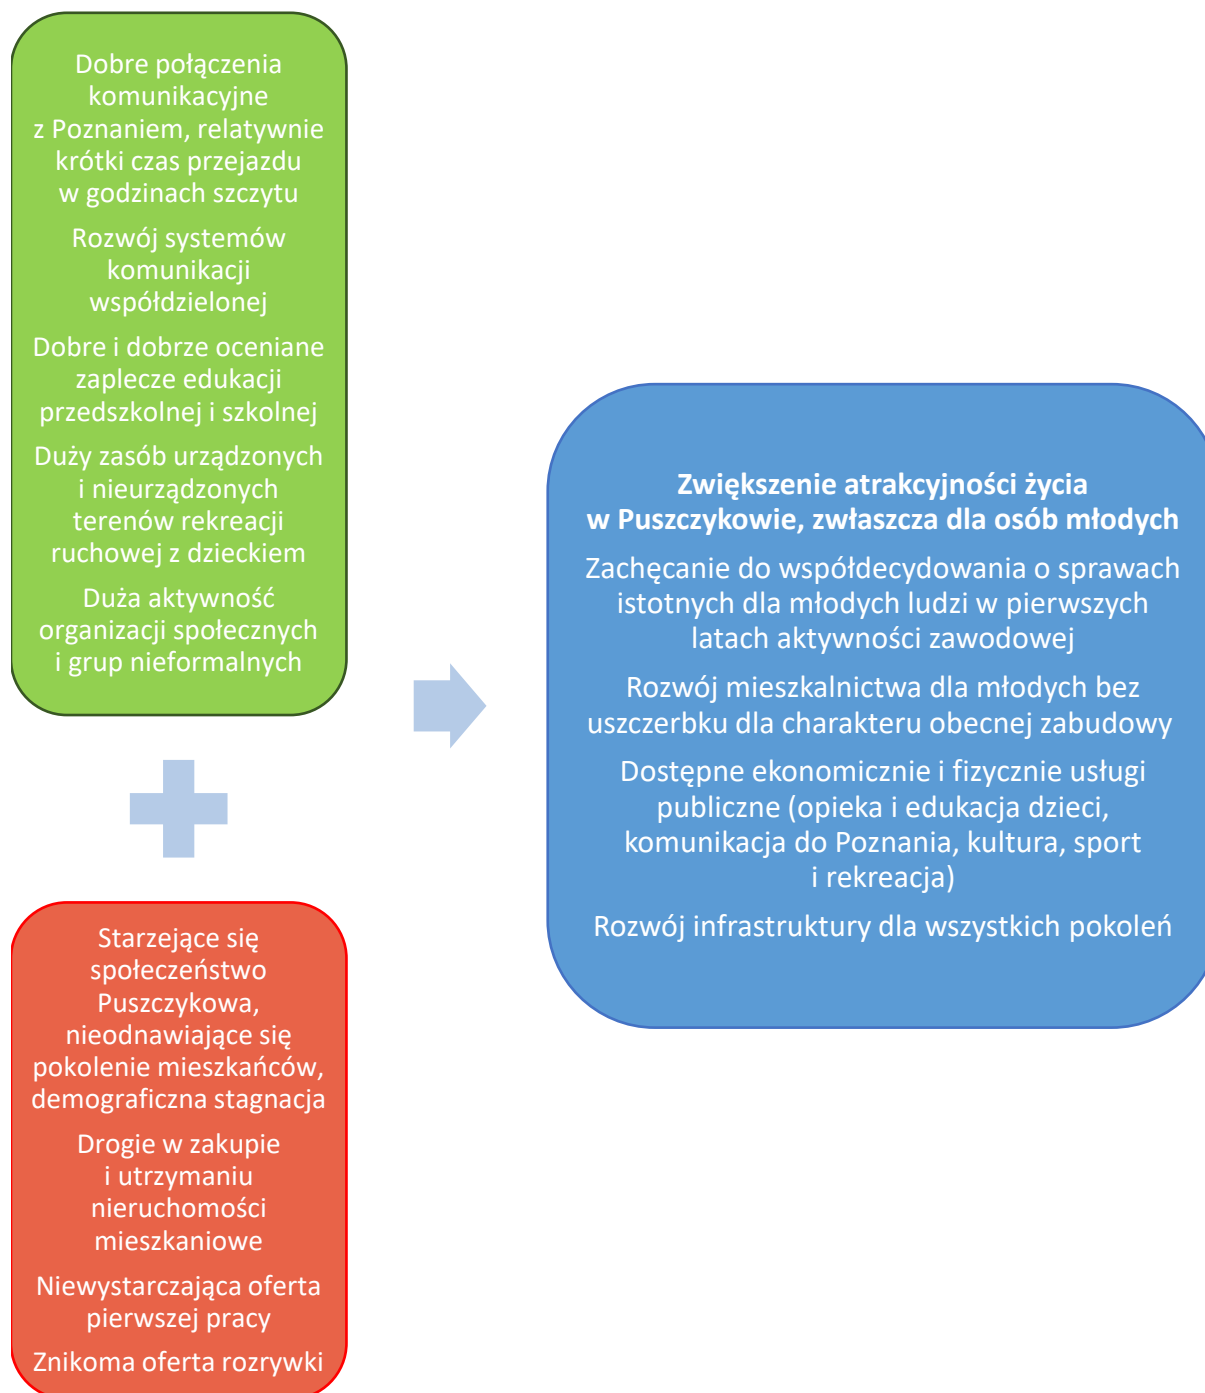 Dobre połączenia
komunikacyjne
z Poznaniem, relatywnie
krótki czas przejazdu
w godzinach szczytu
Rozwój systemów
komunikacji
współdzielonej
Dobre i dobrze oceniane
zaplecze edukacji
przedszkolnej i szkolnej
Duży zasób urządzonych
i nieurządzonych
terenów rekreacji
ruchowej z dzieckiem
Duża aktywność
organizacji społecznych
i grup nieformalnych
Starzejące się
społeczeństwo
Puszczykowa,
nieodnawiające się
pokolenie mieszkańców,
demograficzna stagnacja
Drogie w zakupie
i utrzymaniu
nieruchomości
mieszkaniowe
Niewystarczająca oferta
pierwszej pracy
Znikoma oferta rozrywki
Zwiększenie atrakcyjności życia
w Puszczykowie, zwłaszcza dla osób młodych
Zachęcanie do współdecydowania o sprawach
istotnych dla młodych ludzi w pierwszych
latach aktywności zawodowej
Rozwój mieszkalnictwa dla młodych bez
uszczerbku dla charakteru obecnej zabudowy
Dostępne ekonomicznie i fizycznie usługi
publiczne (opieka i edukacja dzieci,
komunikacja do Poznania, kultura, sport
i rekreacja)
Rozwój infrastruktury dla wszystkich pokoleń